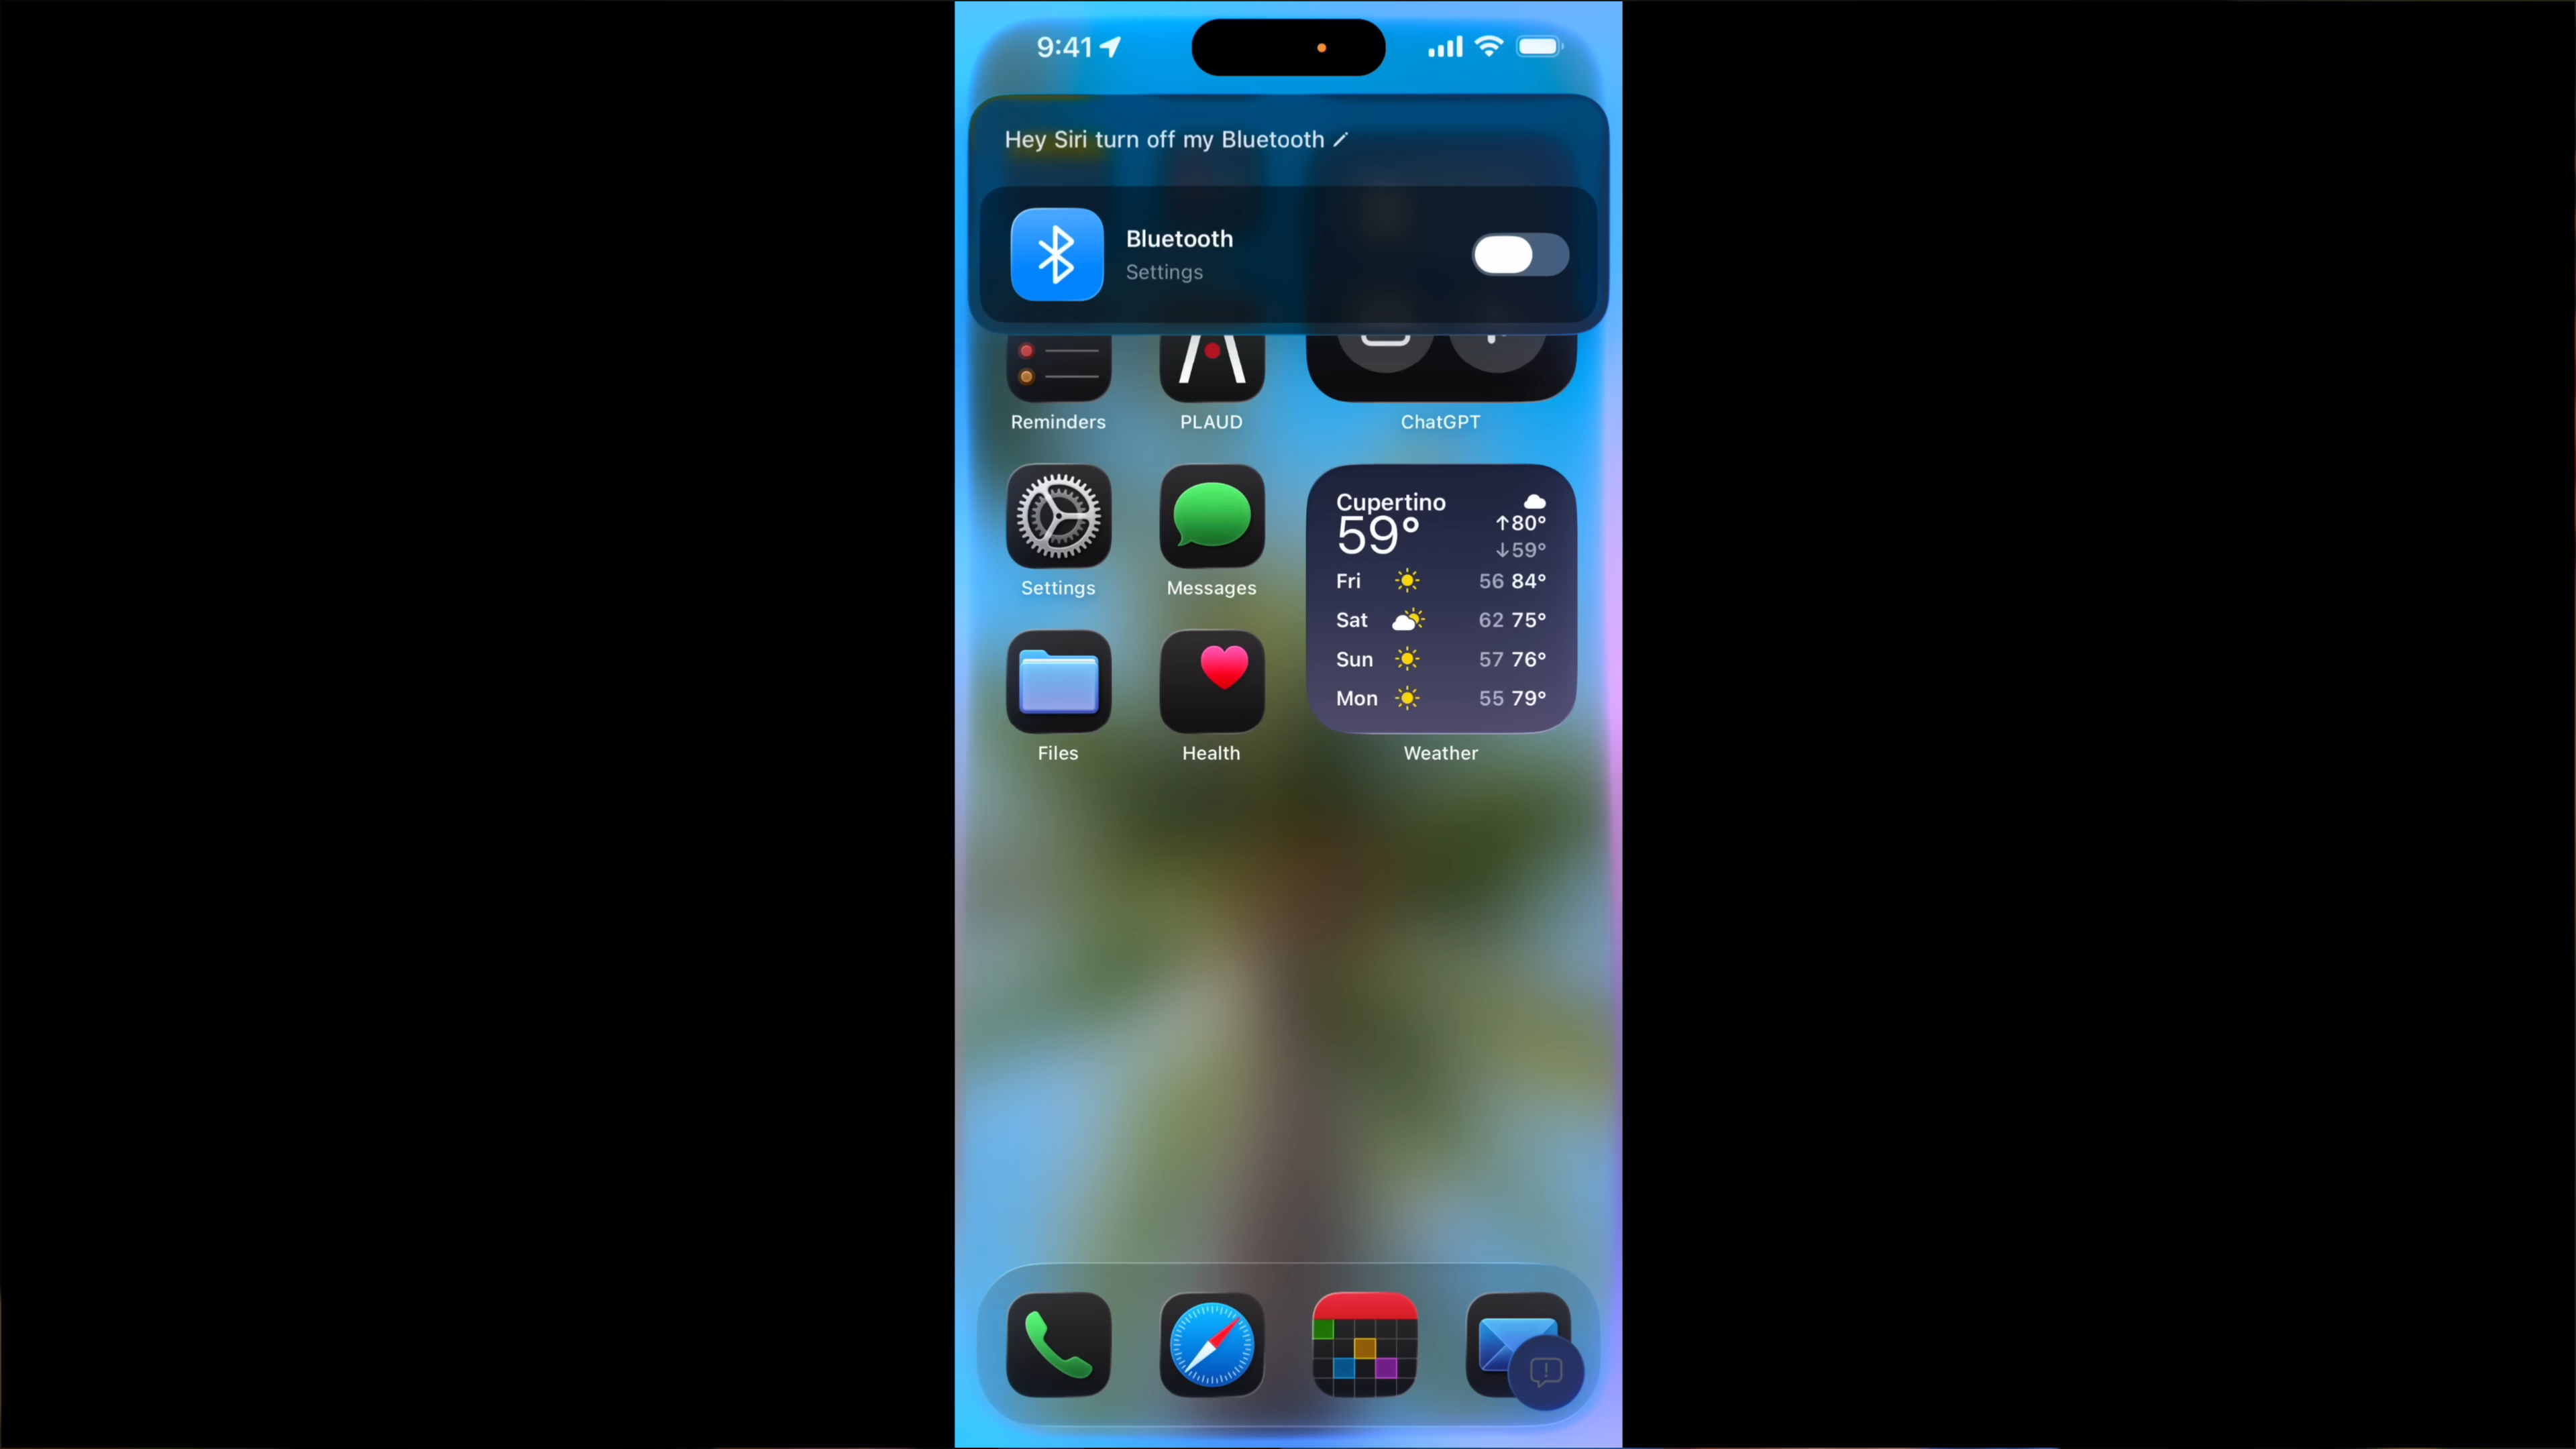 9:41
Hey Siri turn off my Bluetooth
Bluetooth
Settings
Reminders
PLAUD
ChatGPT
Settings
Messages
Cupertino
59°
↑80°
↓59°
Fri 56 84°
Sat 62 75°
Sun 57 76°
Mon 55 79°
Files
Health
Weather